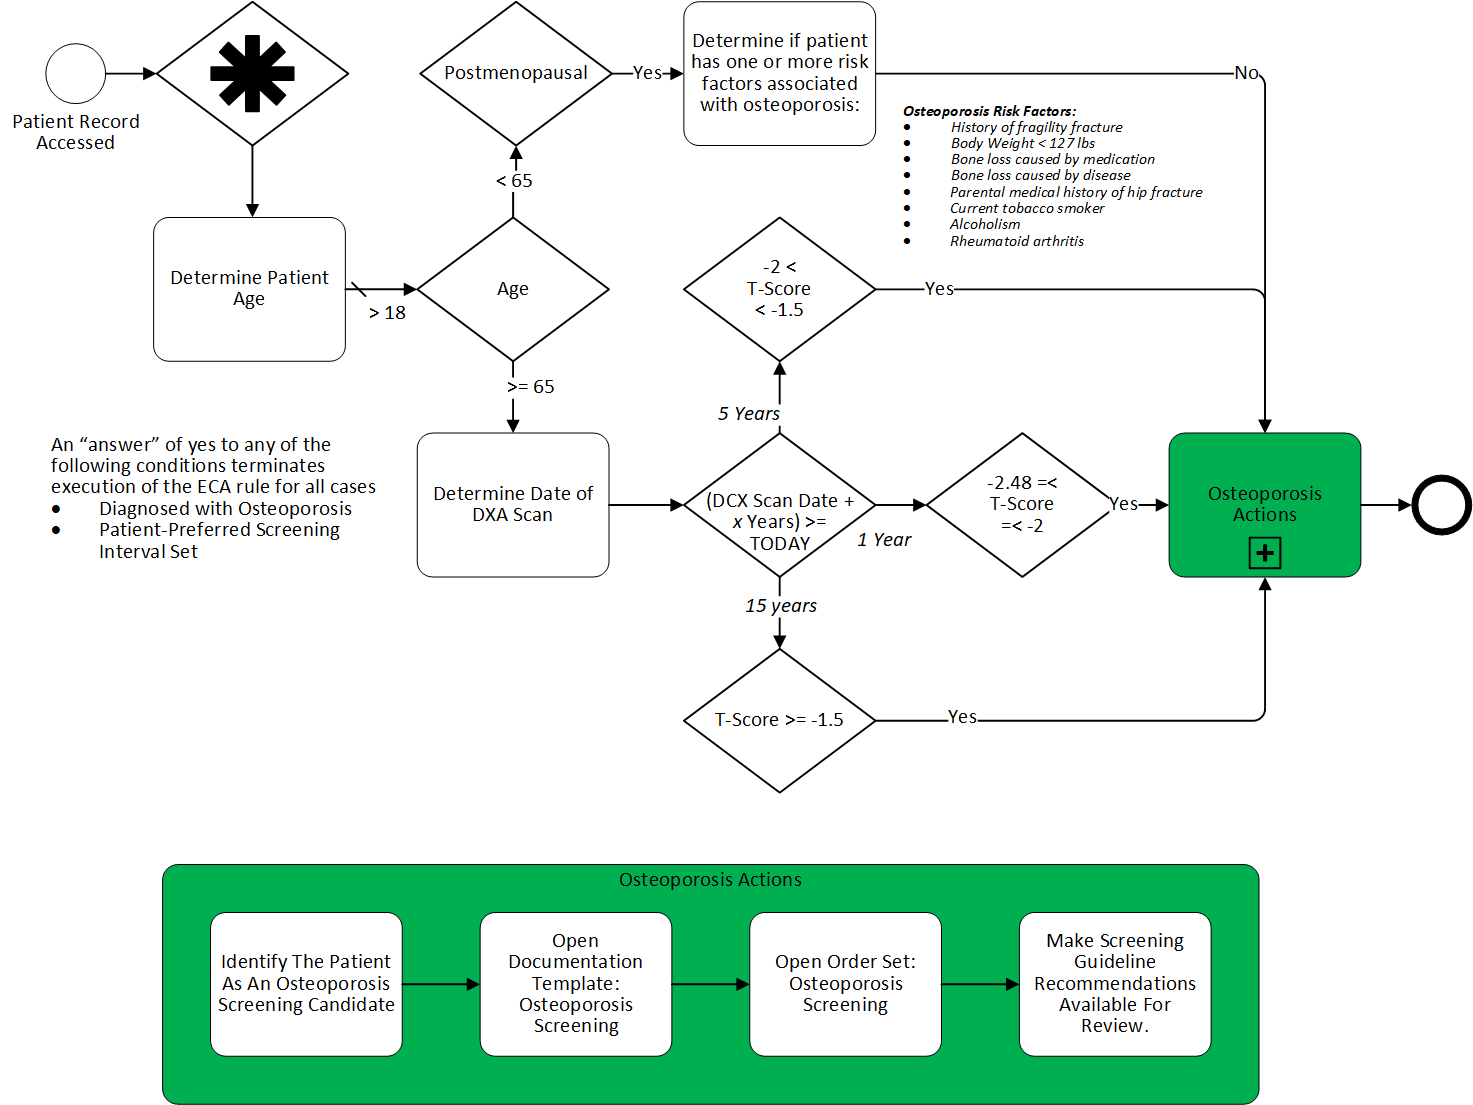 Patient Record
Accessed
Determine Patient
Age
> 18
Age
< 65
>= 65
Postmenopausal
Yes
Determine if patient
has one or more risk
factors associated
with osteoporosis:
No
Osteoporosis Risk Factors:
• History of fragility fracture
• Body Weight < 127 lbs
• Bone loss caused by medication
• Bone loss caused by disease
• Parental medical history of hip fracture
• Current tobacco smoker
• Alcoholism
• Rheumatoid arthritis
-2 <
T-Score
< -1.5
Yes
5 Years
An “answer” of yes to any of the
following conditions terminates
execution of the ECA rule for all cases
• Diagnosed with Osteoporosis
• Patient-Preferred Screening
Interval Set
Determine Date of
DXA Scan
(DCX Scan Date +
x Years) >=
TODAY
1 Year
-2.48 =<
T-Score
=< -2
Yes
Osteoporosis
Actions
15 years
T-Score >= -1.5
Yes
Osteoporosis Actions
Identify The Patient
As An Osteoporosis
Screening Candidate
Open
Documentation
Template:
Osteoporosis
Screening
Open Order Set:
Osteoporosis
Screening
Make Screening
Guideline
Recommendations
Available For
Review.